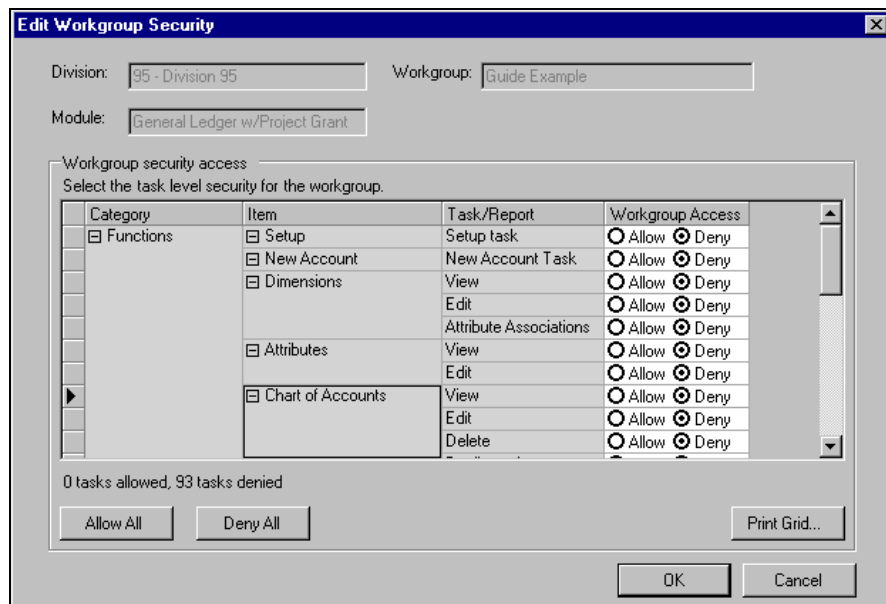 Edit Workgroup Security
Division: 95 - Division 95 Workgroup: Guide Example
Module: General Ledger w/Project Grant
Workgroup security access
Select the task level security for the workgroup.
Category Item Task/Report Workgroup Access
Functions Setup Setup task Allow Deny
New Account New Account Task Allow Deny
Dimensions View Allow Deny
Edit Allow Deny
Attribute Associations Allow Deny
Attributes View Allow Deny
Edit Allow Deny
Chart of Accounts View Allow Deny
Edit Allow Deny
Delete Allow Deny
0 tasks allowed, 93 tasks denied
Allow All Deny All Print Grid...
OK Cancel